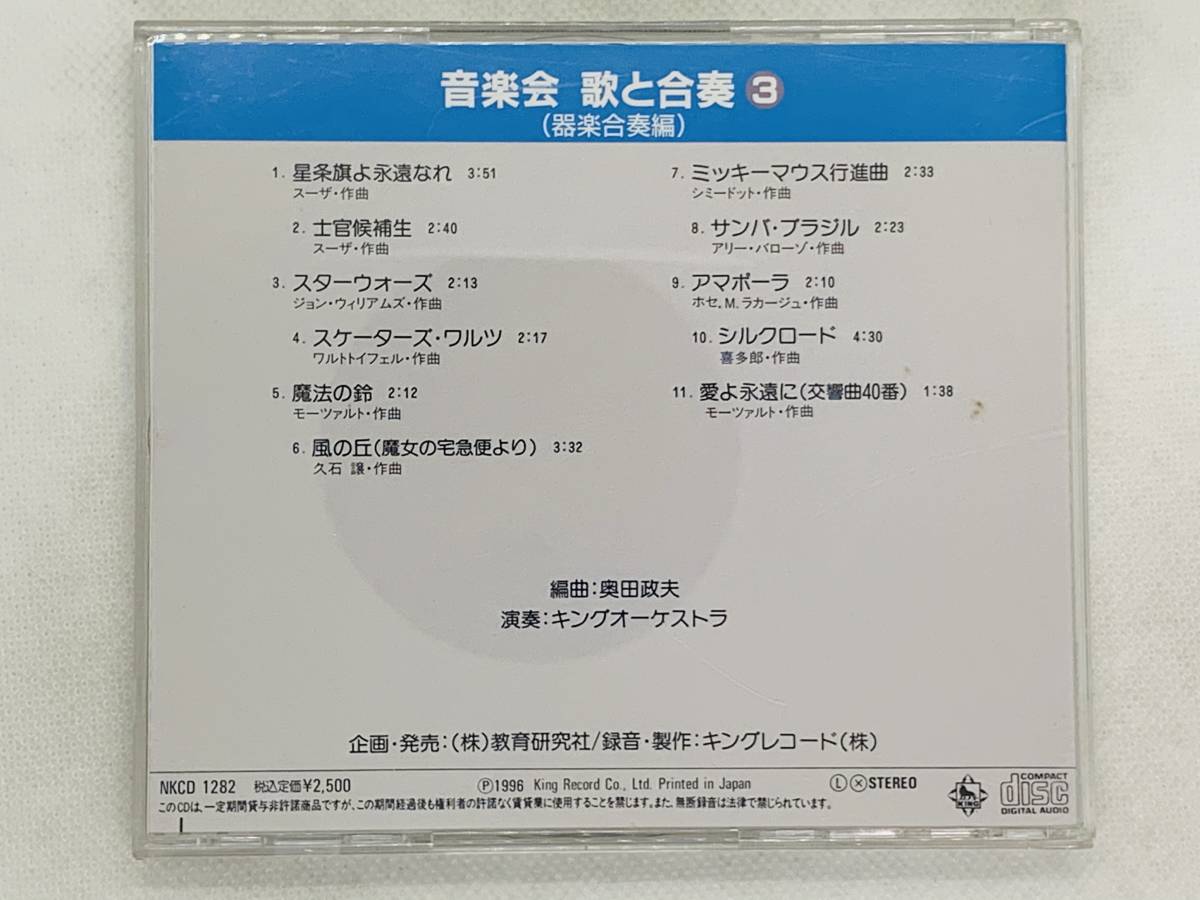 音楽会 歌と合奏 3
(器楽合奏編)
1. 星条旗よ永遠なれ 3:51
スーザ・作曲
2. 士官候補生 2:40
スーザ・作曲
3. スターウォーズ 2:13
ジョン・ウィリアムズ・作曲
4. スケーターズ・ワルツ 2:17
ワルトトイフェル・作曲
5. 魔法の鈴 2:12
モーツァルト・作曲
6. 風の丘(魔女の宅急便より) 3:32
久石 譲・作曲
7. ミッキーマウス行進曲 2:33
シミードット・作曲
8. サンバ・ブラジル 2:23
アリー・バローゾ・作曲
9. アマポーラ 2:10
ホセ.M.ラカージュ・作曲
10. シルクロード 4:30
喜多郎・作曲
11. 愛よ永遠に(交響曲40番) 1:38
モーツァルト・作曲
編曲:奥田政夫
演奏:キングオーケストラ
企画・発売:(株)教育研究社/録音・製作:キングレコード(株)
NKCD 1282 税込定価¥2,500 Ⓟ1996 King Record Co., Ltd. Printed in Japan Ⓛ Ⓧ STEREO
このCDは、一定期間貸与非許諾商品ですが、この期間経過後も権利者の許諾なく賃貸業に使用することを禁じます。また、無断録音は法律で禁じられています。
KING
COMPACT
disc
DIGITAL AUDIO